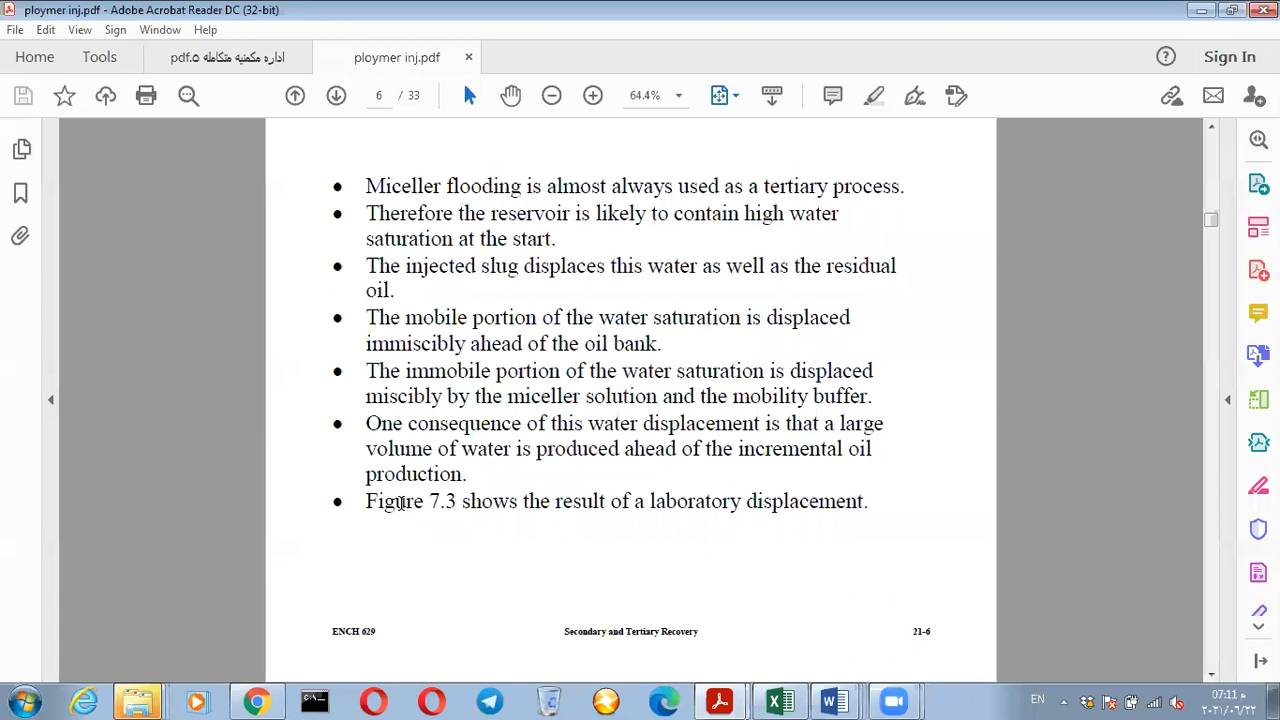 ploymer inj.pdf - Adobe Acrobat Reader DC (32-bit)
File Edit View Sign Window Help
Home Tools اداره مكمنيه متكامله ٥.pdf ploymer inj.pdf × Sign In
6 / 33 64.4%
• Miceller flooding is almost always used as a tertiary process.
• Therefore the reservoir is likely to contain high water
saturation at the start.
• The injected slug displaces this water as well as the residual
oil.
• The mobile portion of the water saturation is displaced
immiscibly ahead of the oil bank.
• The immobile portion of the water saturation is displaced
miscibly by the miceller solution and the mobility buffer.
• One consequence of this water displacement is that a large
volume of water is produced ahead of the incremental oil
production.
• Figure 7.3 shows the result of a laboratory displacement.
ENCH 629 Secondary and Tertiary Recovery 21-6
EN 07:11 م
٢٠٢١/٠٦/٢٢